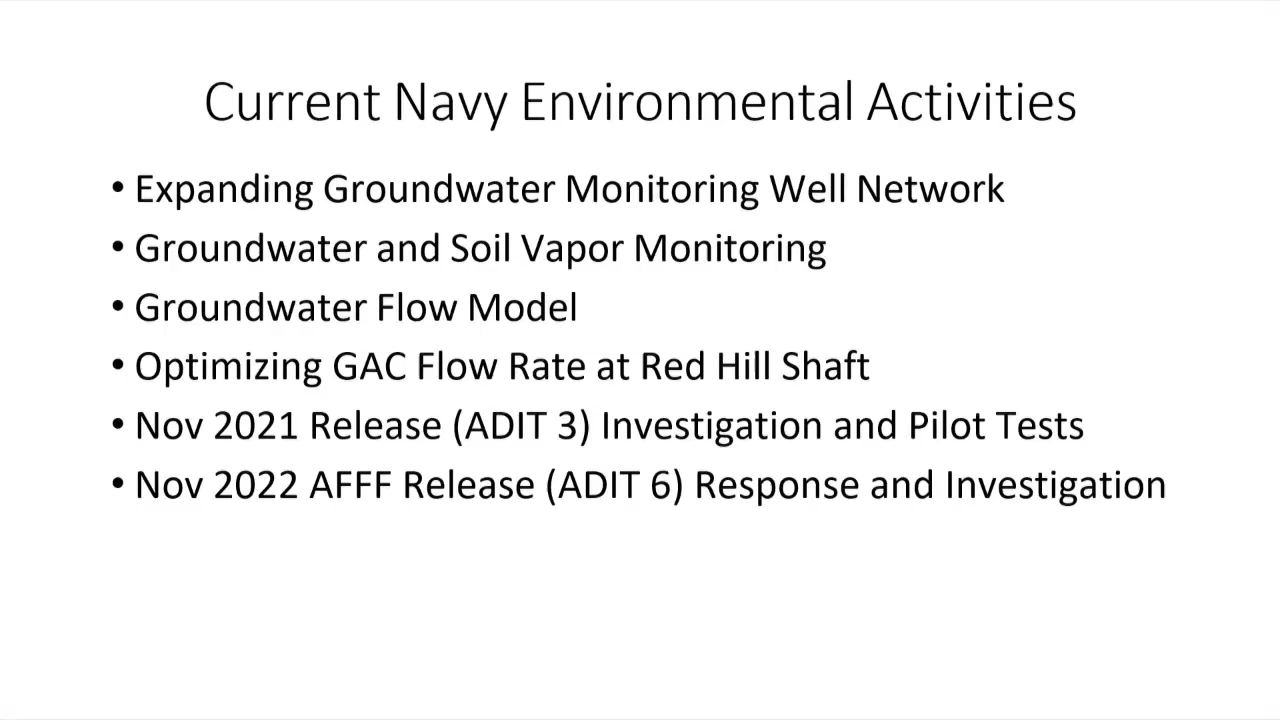 Current Navy Environmental Activities
• Expanding Groundwater Monitoring Well Network
• Groundwater and Soil Vapor Monitoring
• Groundwater Flow Model
• Optimizing GAC Flow Rate at Red Hill Shaft
• Nov 2021 Release (ADIT 3) Investigation and Pilot Tests
• Nov 2022 AFFF Release (ADIT 6) Response and Investigation